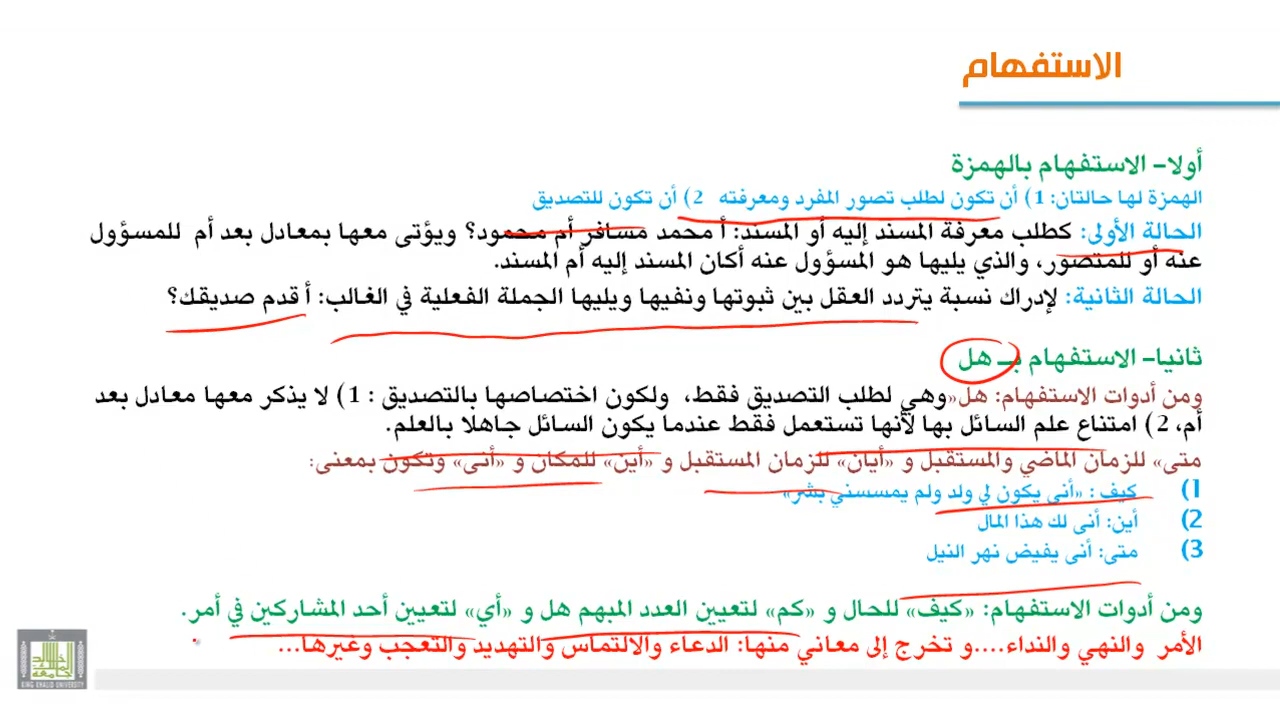 الاستفهام
أولا- الاستفهام بالهمزة
الهمزة لها حالتان: 1) أن تكون لطلب تصور المفرد ومعرفته 2) أن تكون للتصديق
الحالة الأولى: كطلب معرفة المسند إليه أو المسند: أ محمد مسافر أم محمود؟ ويؤتى معها بمعادل بعد أم للمسؤول
عنه أو للمتصور، والذي يليها هو المسؤول عنه أكان المسند إليه أم المسند.
الحالة الثانية: لإدراك نسبة يتردد العقل بين ثبوتها ونفيها ويليها الجملة الفعلية في الغالب: أ قدم صديقك؟
ثانيا- الاستفهام بـ هل
ومن أدوات الاستفهام: هل« وهي لطلب التصديق فقط، ولكون اختصاصها بالتصديق : 1) لا يذكر معها معادل بعد
أم، 2) امتناع علم السائل بها لأنها تستعمل فقط عندما يكون السائل جاهلا بالعلم.
متى» للزمان الماضي والمستقبل و «أيان» للزمان المستقبل و «أين» للمكان و «أنى» وتكون بمعنى:
1) كيف : «أنى يكون لي ولد ولم يمسسني بشر»
2) أين: أنى لك هذا المال
3) متى: أنى يفيض نهر النيل
ومن أدوات الاستفهام: «كيف» للحال و «كم» لتعيين العدد المبهم هل و «أي» لتعيين أحد المشاركين في أمر.
الأمر والنهي والنداء....و تخرج إلى معاني منها: الدعاء والالتماس والتهديد والتعجب وغيرها...
KING KHALID UNIVERSITY